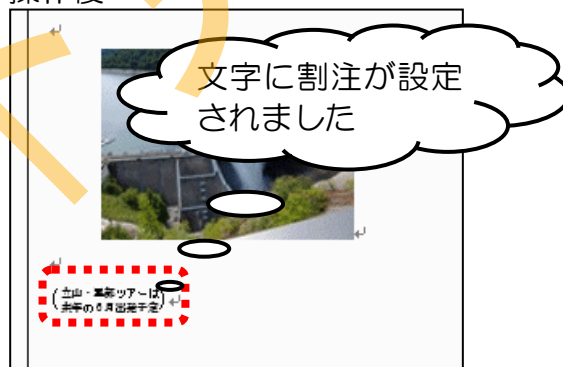 操作後
文字に割注が設定
されました
(立山・黒部ツアーは
来年の6月出発予定)